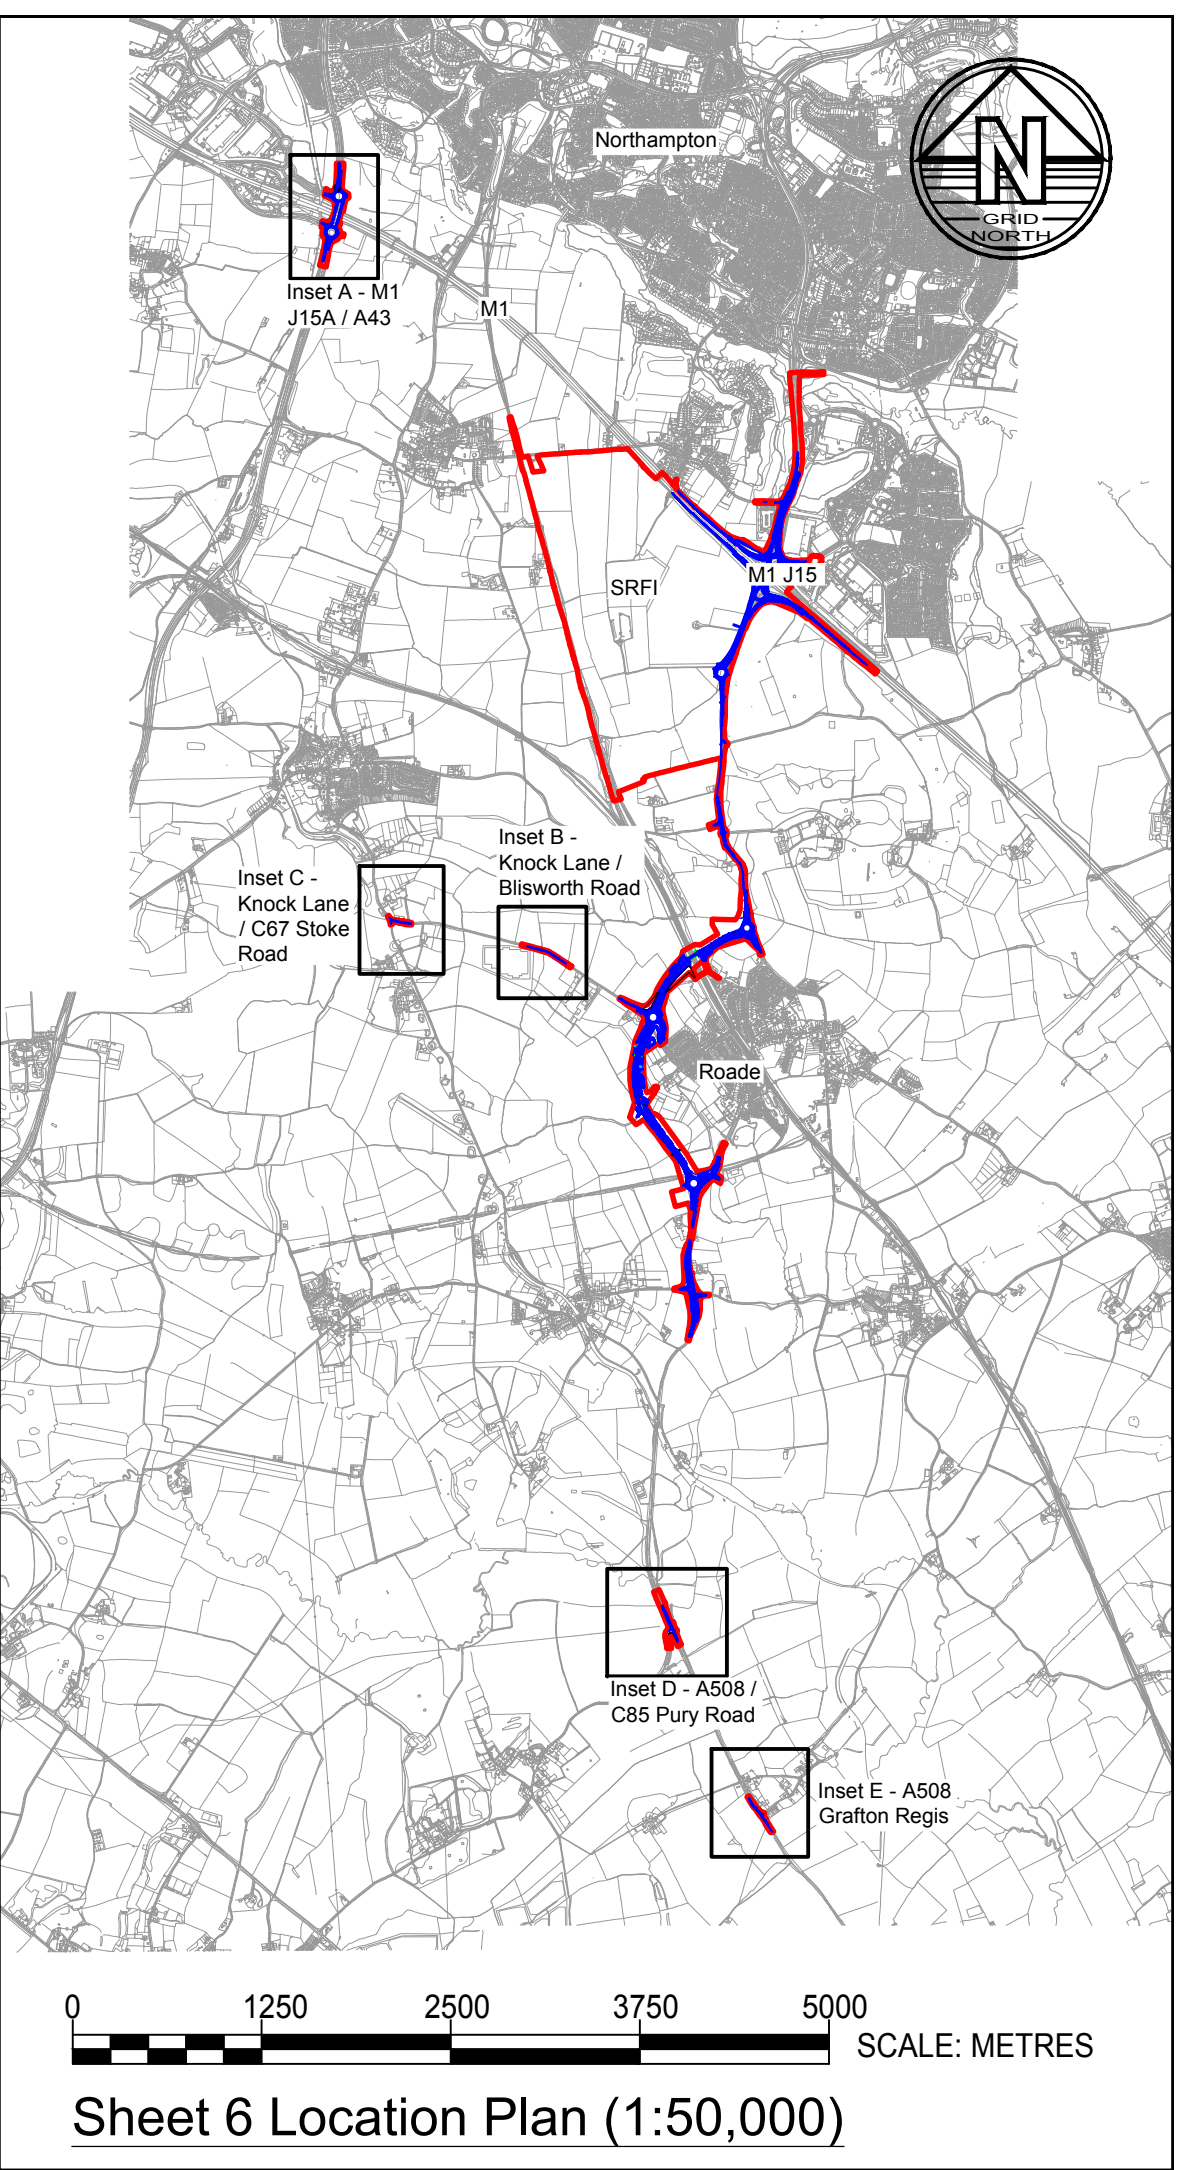 Northampton
N
GRID
NORTH
Inset A - M1
J15A / A43
M1
SRFI
M1 J15
Inset B -
Knock Lane /
Blisworth Road
Inset C -
Knock Lane
/ C67 Stoke
Road
Roade
Inset D - A508 /
C85 Pury Road
Inset E - A508
Grafton Regis
0 1250 2500 3750 5000
SCALE: METRES
Sheet 6 Location Plan (1:50,000)